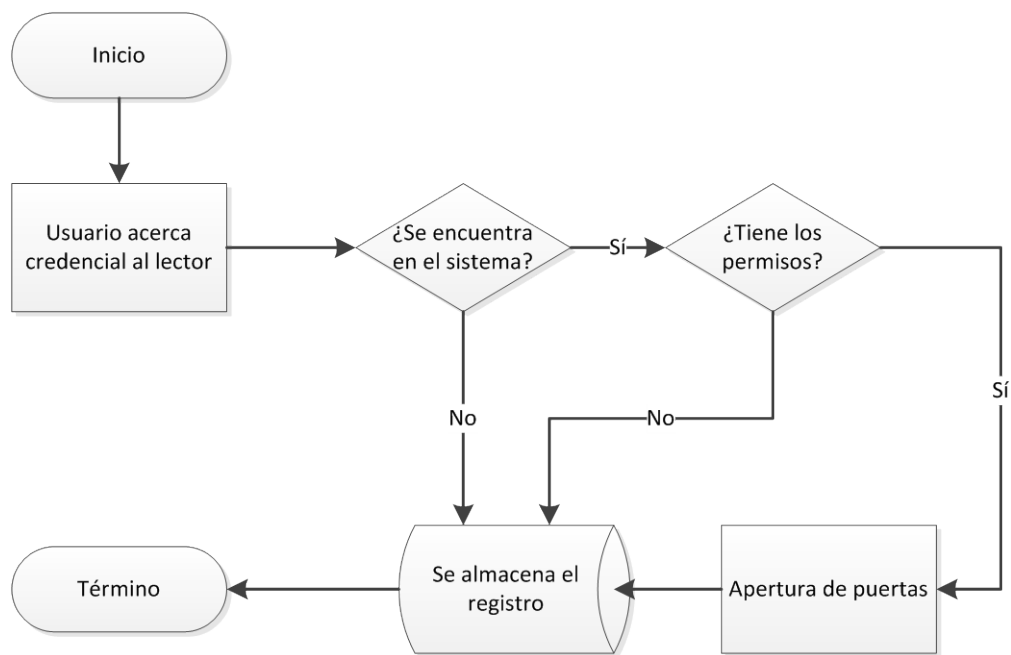 Inicio
Usuario acerca
credencial al lector
¿Se encuentra
en el sistema?
Sí
¿Tiene los
permisos?
Sí
No
No
Término
Se almacena el
registro
Apertura de puertas